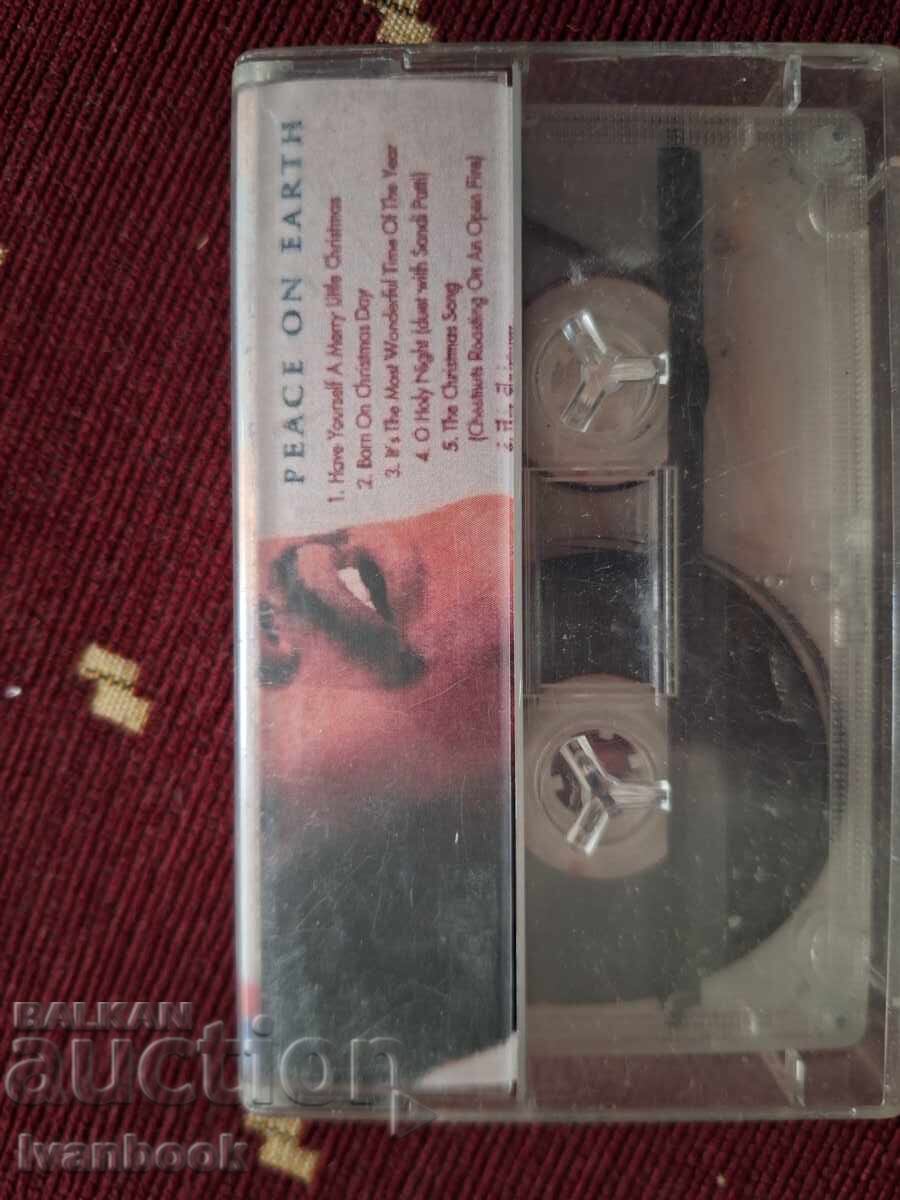 PEACE ON EARTH
1. Have Yourself A Merry Little Christmas
2. Born On Christmas Day
3. It's The Most Wonderful Time Of The Year
4. O Holy Night (duet with Sandi Patti)
5. The Christmas Song
(Chestnuts Roasting On An Open Fire)
BALKAN
auction
Ivanbook